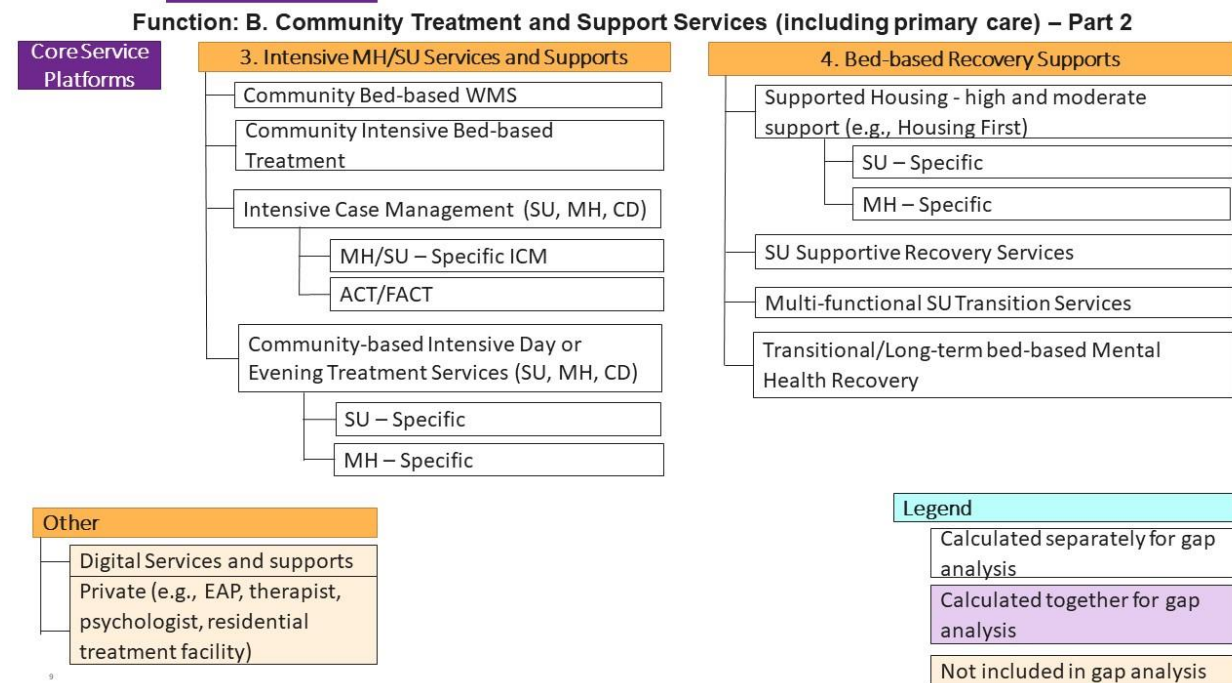 Function: B. Community Treatment and Support Services (including primary care) – Part 2
Core Service
Platforms
3. Intensive MH/SU Services and Supports
Community Bed-based WMS
Community Intensive Bed-based
Treatment
Intensive Case Management (SU, MH, CD)
MH/SU – Specific ICM
ACT/FACT
Community-based Intensive Day or
Evening Treatment Services (SU, MH, CD)
SU – Specific
MH – Specific
4. Bed-based Recovery Supports
Supported Housing - high and moderate
support (e.g., Housing First)
SU – Specific
MH – Specific
SU Supportive Recovery Services
Multi-functional SU Transition Services
Transitional/Long-term bed-based Mental
Health Recovery
Other
Digital Services and supports
Private (e.g., EAP, therapist,
psychologist, residential
treatment facility)
Legend
Calculated separately for gap
analysis
Calculated together for gap
analysis
Not included in gap analysis
9